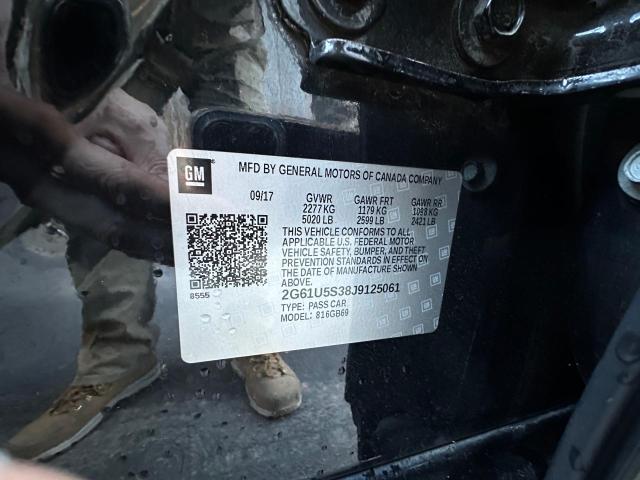 GM
MFD BY GENERAL MOTORS OF CANADA COMPANY
09/17 GVWR GAWR FRT GAWR RR
2277 KG 1179 KG 1098 KG
5020 LB 2599 LB 2421 LB
THIS VEHICLE CONFORMS TO ALL
APPLICABLE U.S. FEDERAL MOTOR
VEHICLE SAFETY, BUMPER, AND THEFT
PREVENTION STANDARDS IN EFFECT ON
THE DATE OF MANUFACTURE SHOWN
ABOVE.
8555
2G61U5S38J9125061
TYPE: PASS CAR
MODEL: 816GB69